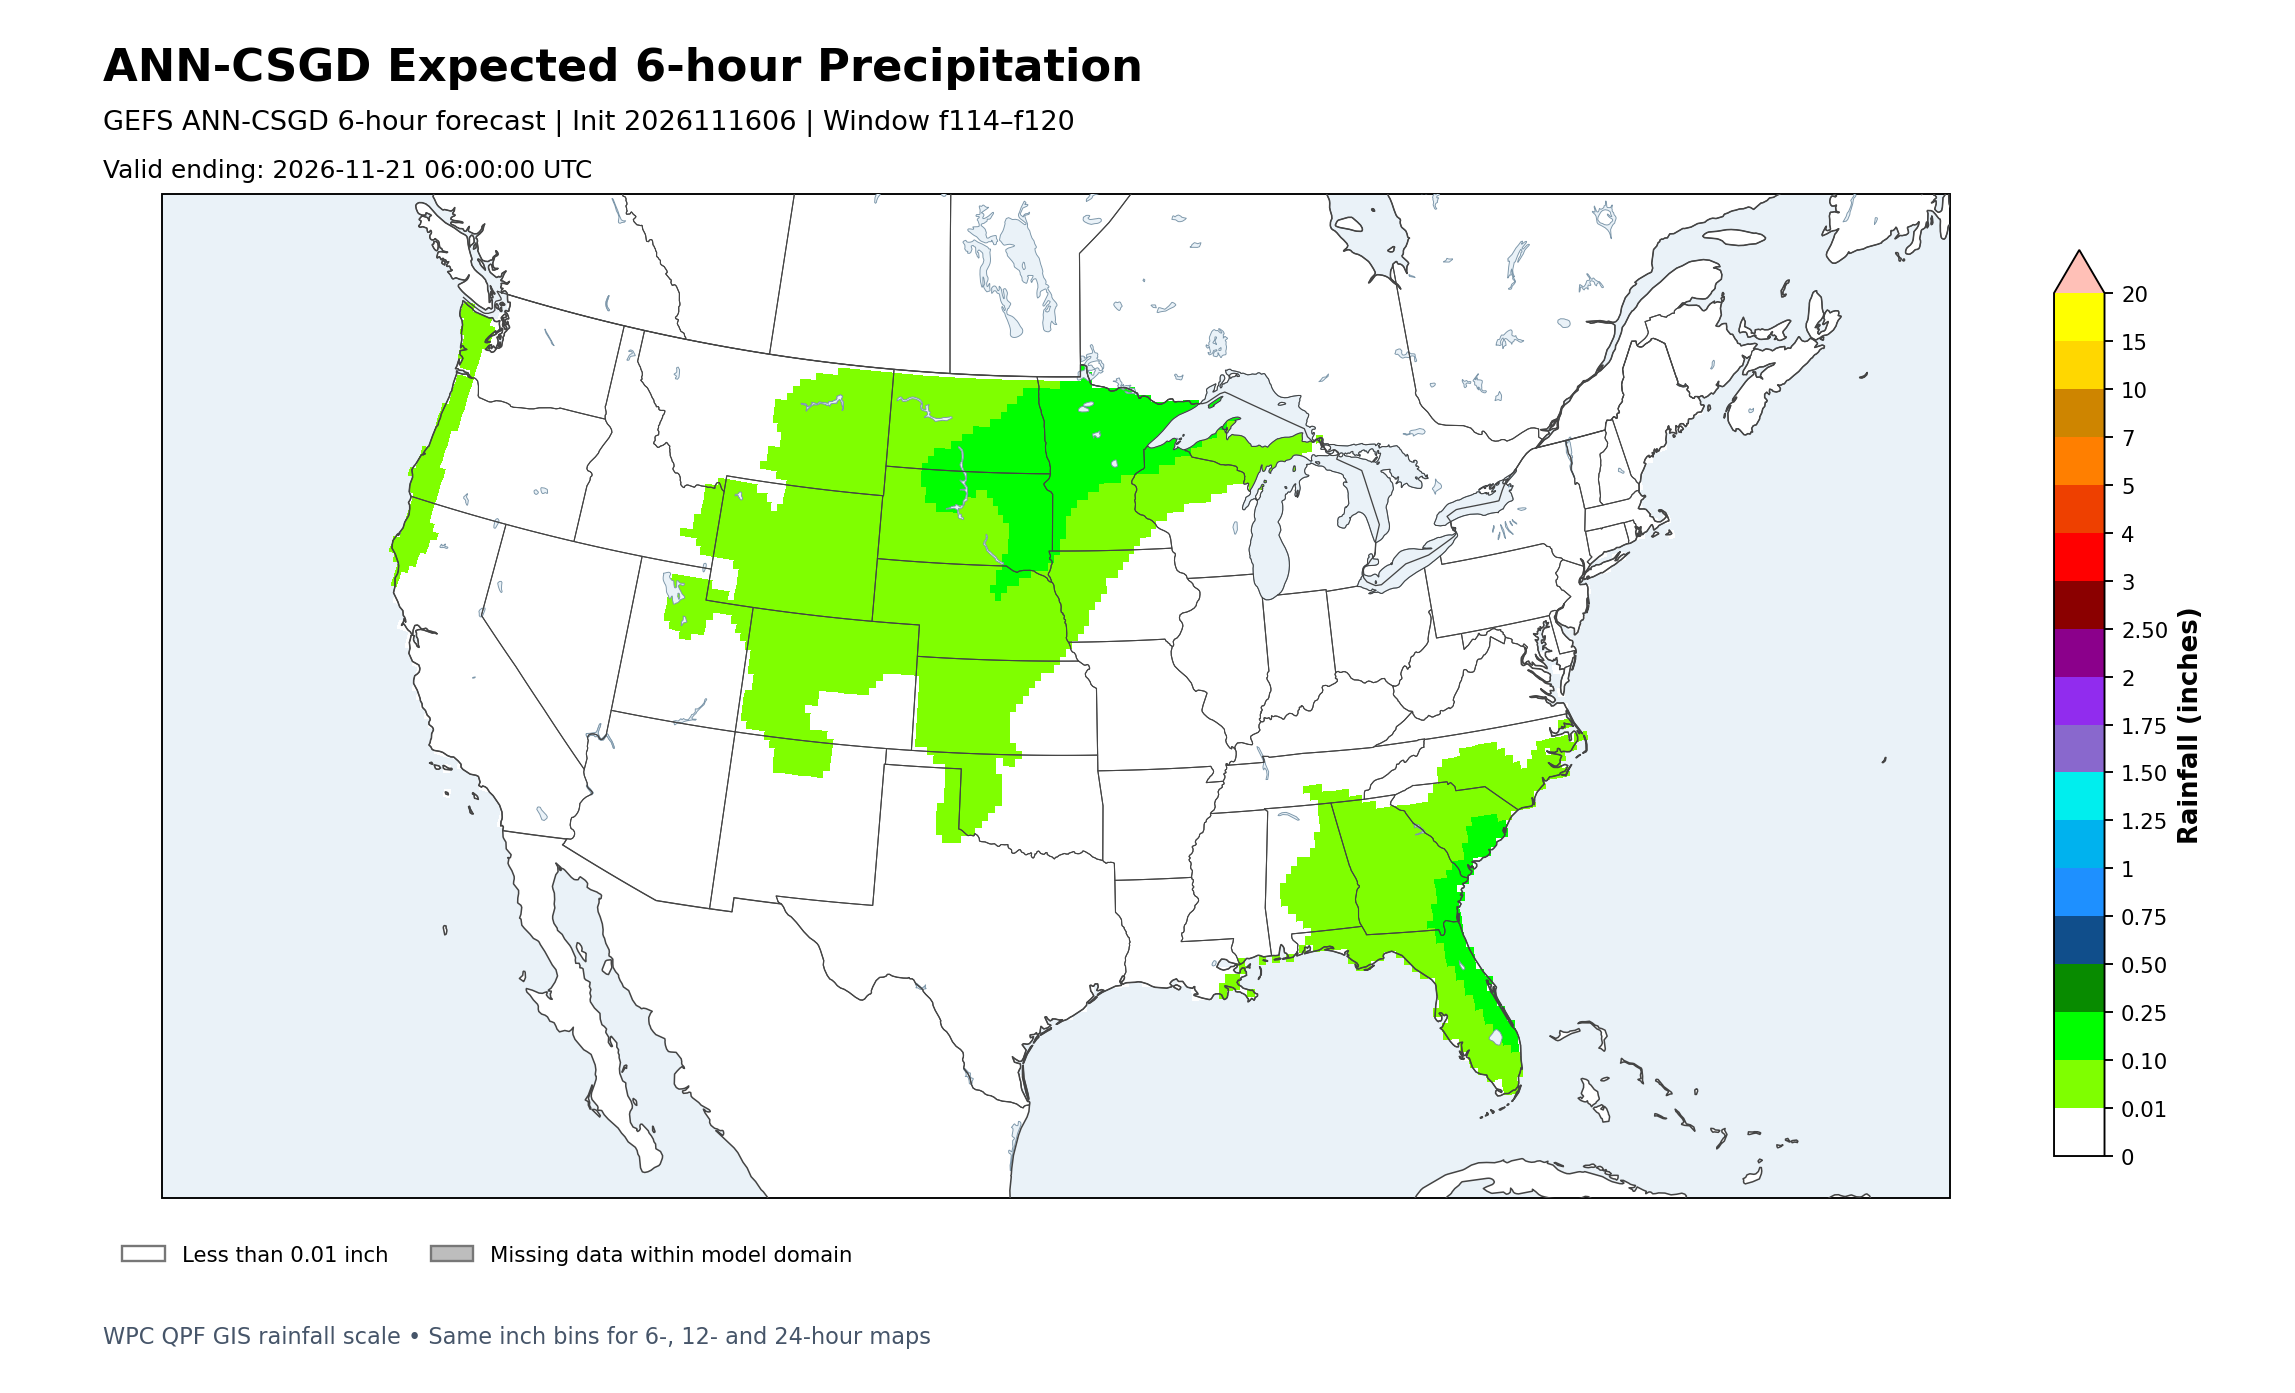 ANN-CSGD Expected 6-hour Precipitation
GEFS ANN-CSGD 6-hour forecast | Init 2026111606 | Window f114–f120
Valid ending: 2026-11-21 06:00:00 UTC
20
15
10
7
5
4
3
2.50
2
1.75
1.50
1.25
1
0.75
0.50
0.25
0.10
0.01
0
Rainfall (inches)
Less than 0.01 inch
Missing data within model domain
WPC QPF GIS rainfall scale • Same inch bins for 6-, 12- and 24-hour maps